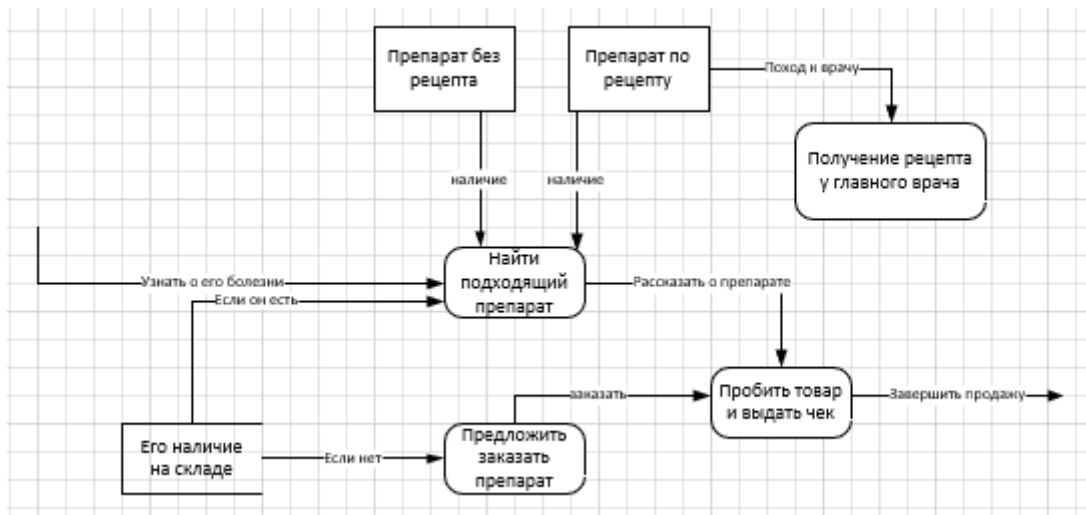 Препарат без
рецепта
Препарат по
рецепту
Поход к врачу
Получение рецепта
у главного врача
наличие
наличие
Найти
подходящий
препарат
Узнать о его болезни
Если он есть
Рассказать о препарате
Пробить товар
и выдать чек
заказать
Завершить продажу
Его наличие
на складе
Если нет
Предложить
заказать
препарат